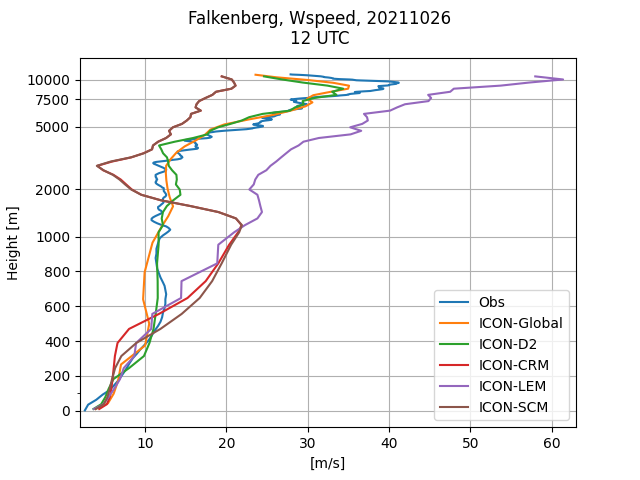 Falkenberg, Wspeed, 20211026
12 UTC
Height [m]
10000
7500
5000
2000
1000
800
600
400
200
0
10
20
30
40
50
60
[m/s]
Obs
ICON-Global
ICON-D2
ICON-CRM
ICON-LEM
ICON-SCM